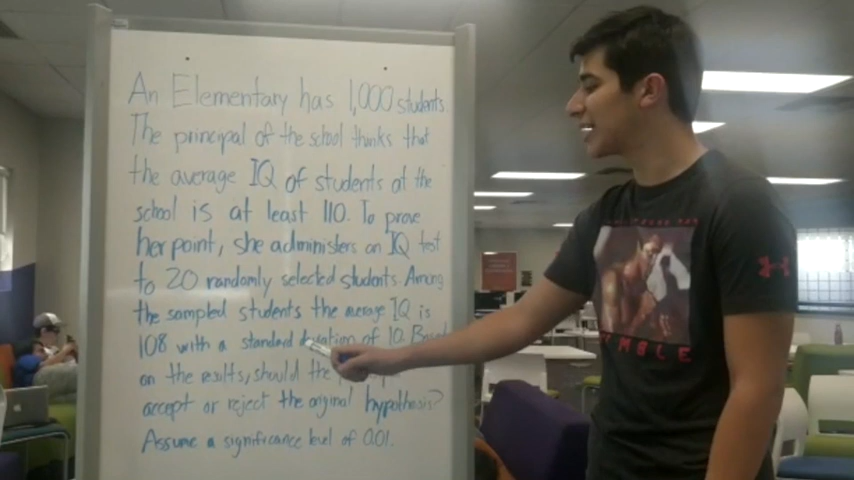 An Elementary has 1,000 students.
The principal of the school thinks that
the average IQ of students at the
school is at least 110. To prove
her point, she administers an IQ test
to 20 randomly selected students. Among
the sampled students the average IQ is
108 with a standard deviation of 10. Based
on the results, should the
accept or reject the original hypothesis?
Assume a significance level of 0.01.